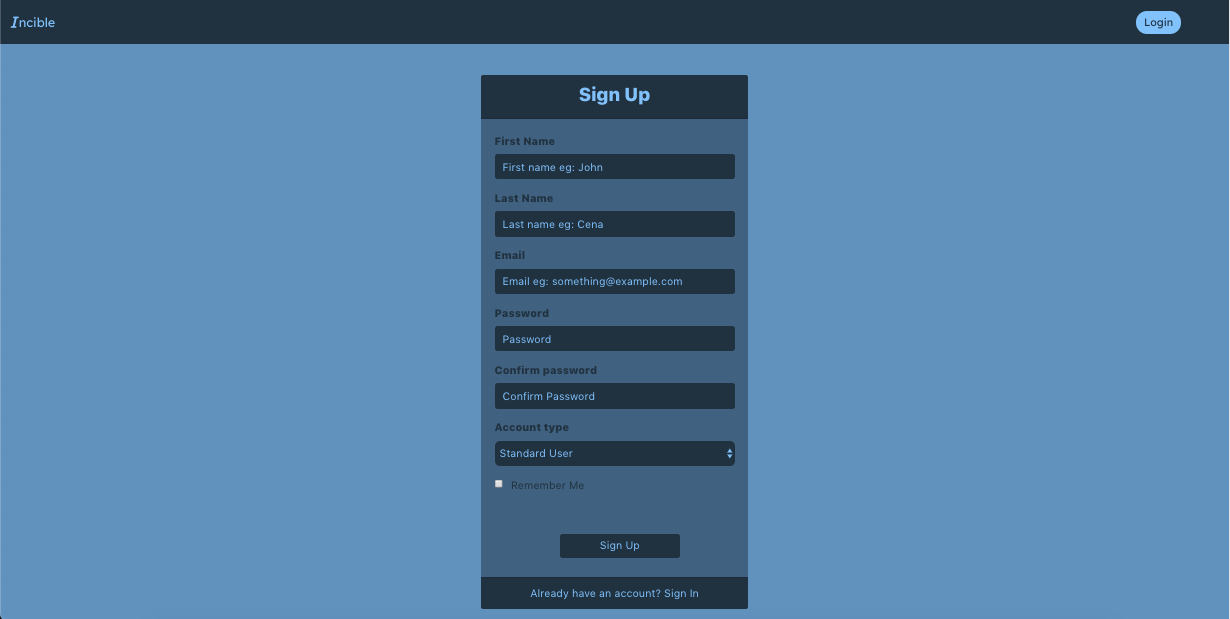 Incible
Login
Sign Up
First Name
First name eg: John
Last Name
Last name eg: Cena
Email
Email eg: something@example.com
Password
Password
Confirm password
Confirm Password
Account type
Standard User
Remember Me
Sign Up
Already have an account? Sign In